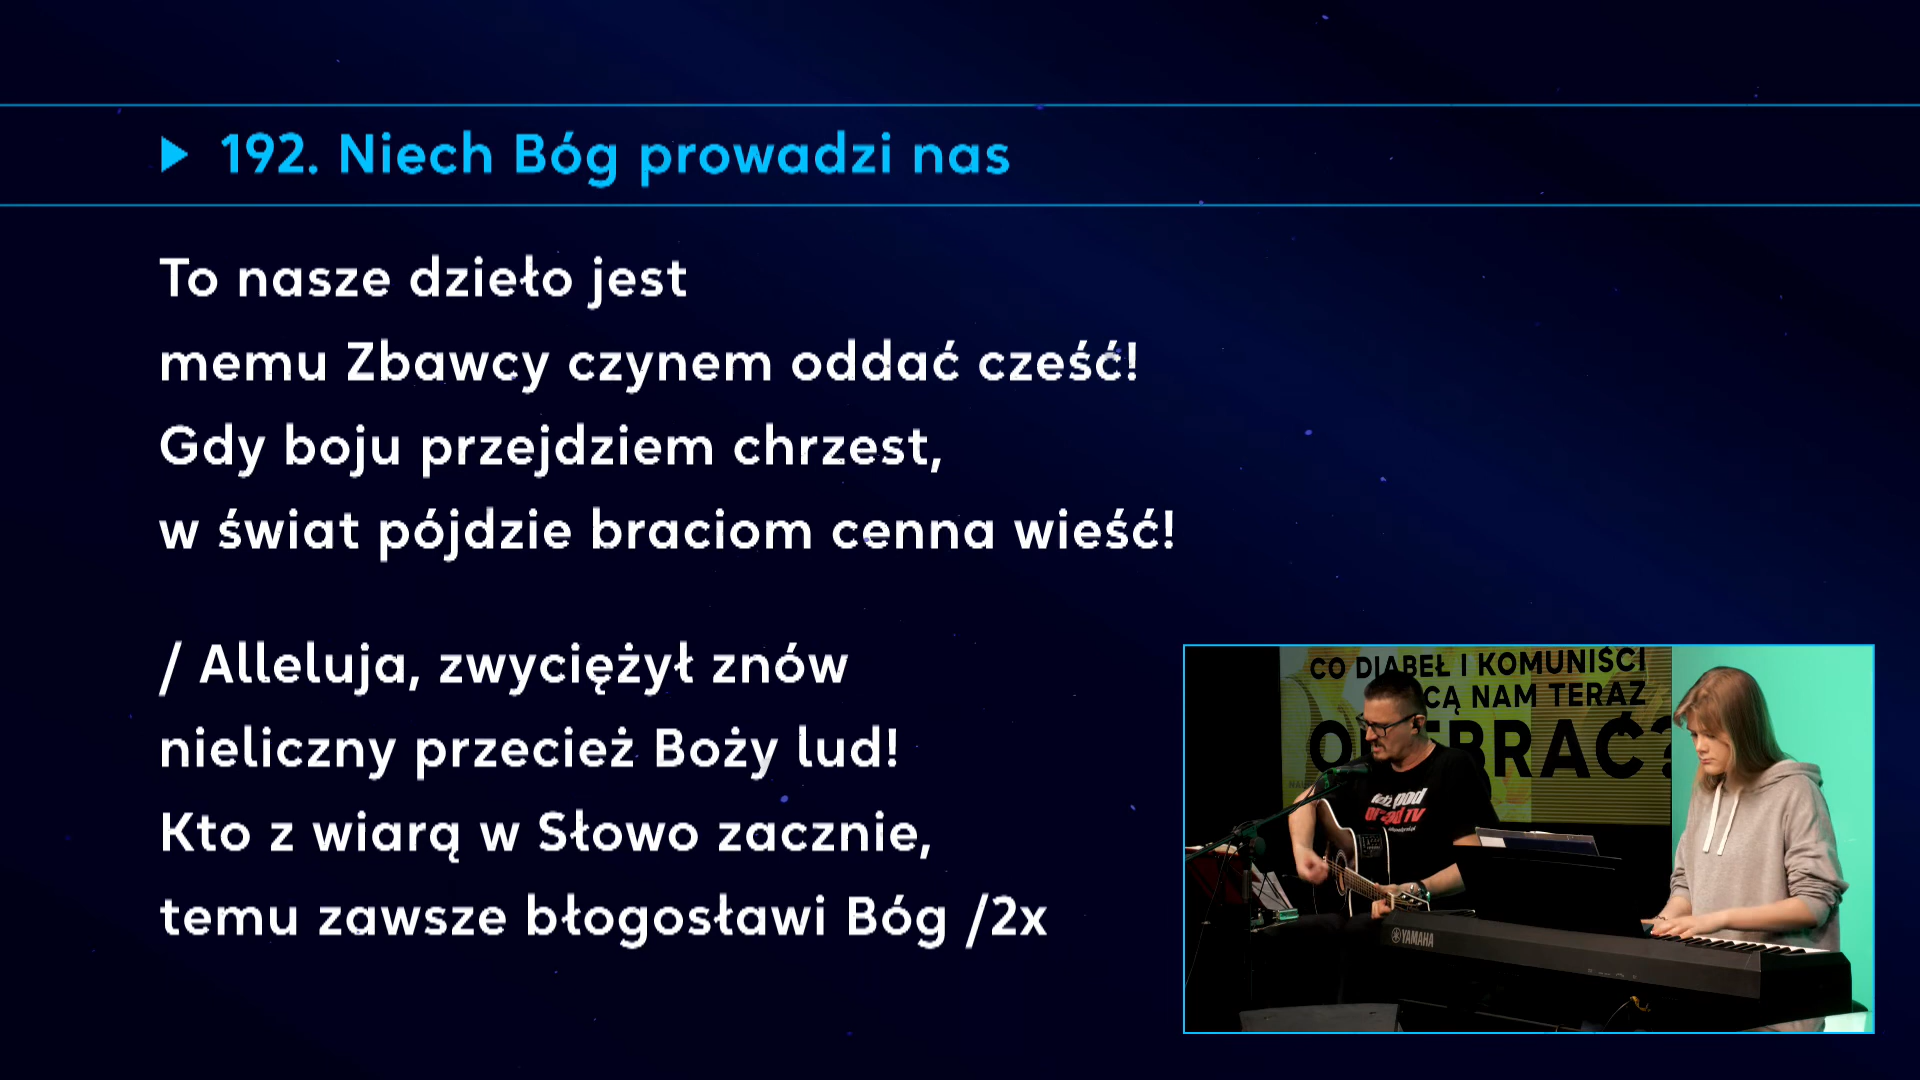 192. Niech Bóg prowadzi nas
To nasze dzieło jest
memu Zbawcy czynem oddać cześć!
Gdy boju przejdziem chrzest,
w świat pójdzie braciom cenna wieść!
/ Alleluja, zwyciężył znów
nieliczny przecież Boży lud!
Kto z wiarą w Słowo zacznie,
temu zawsze błogosławi Bóg /2x
CO DIABEŁ I KOMUNIŚCI
NAM TERAZ
pod
YAMAHA